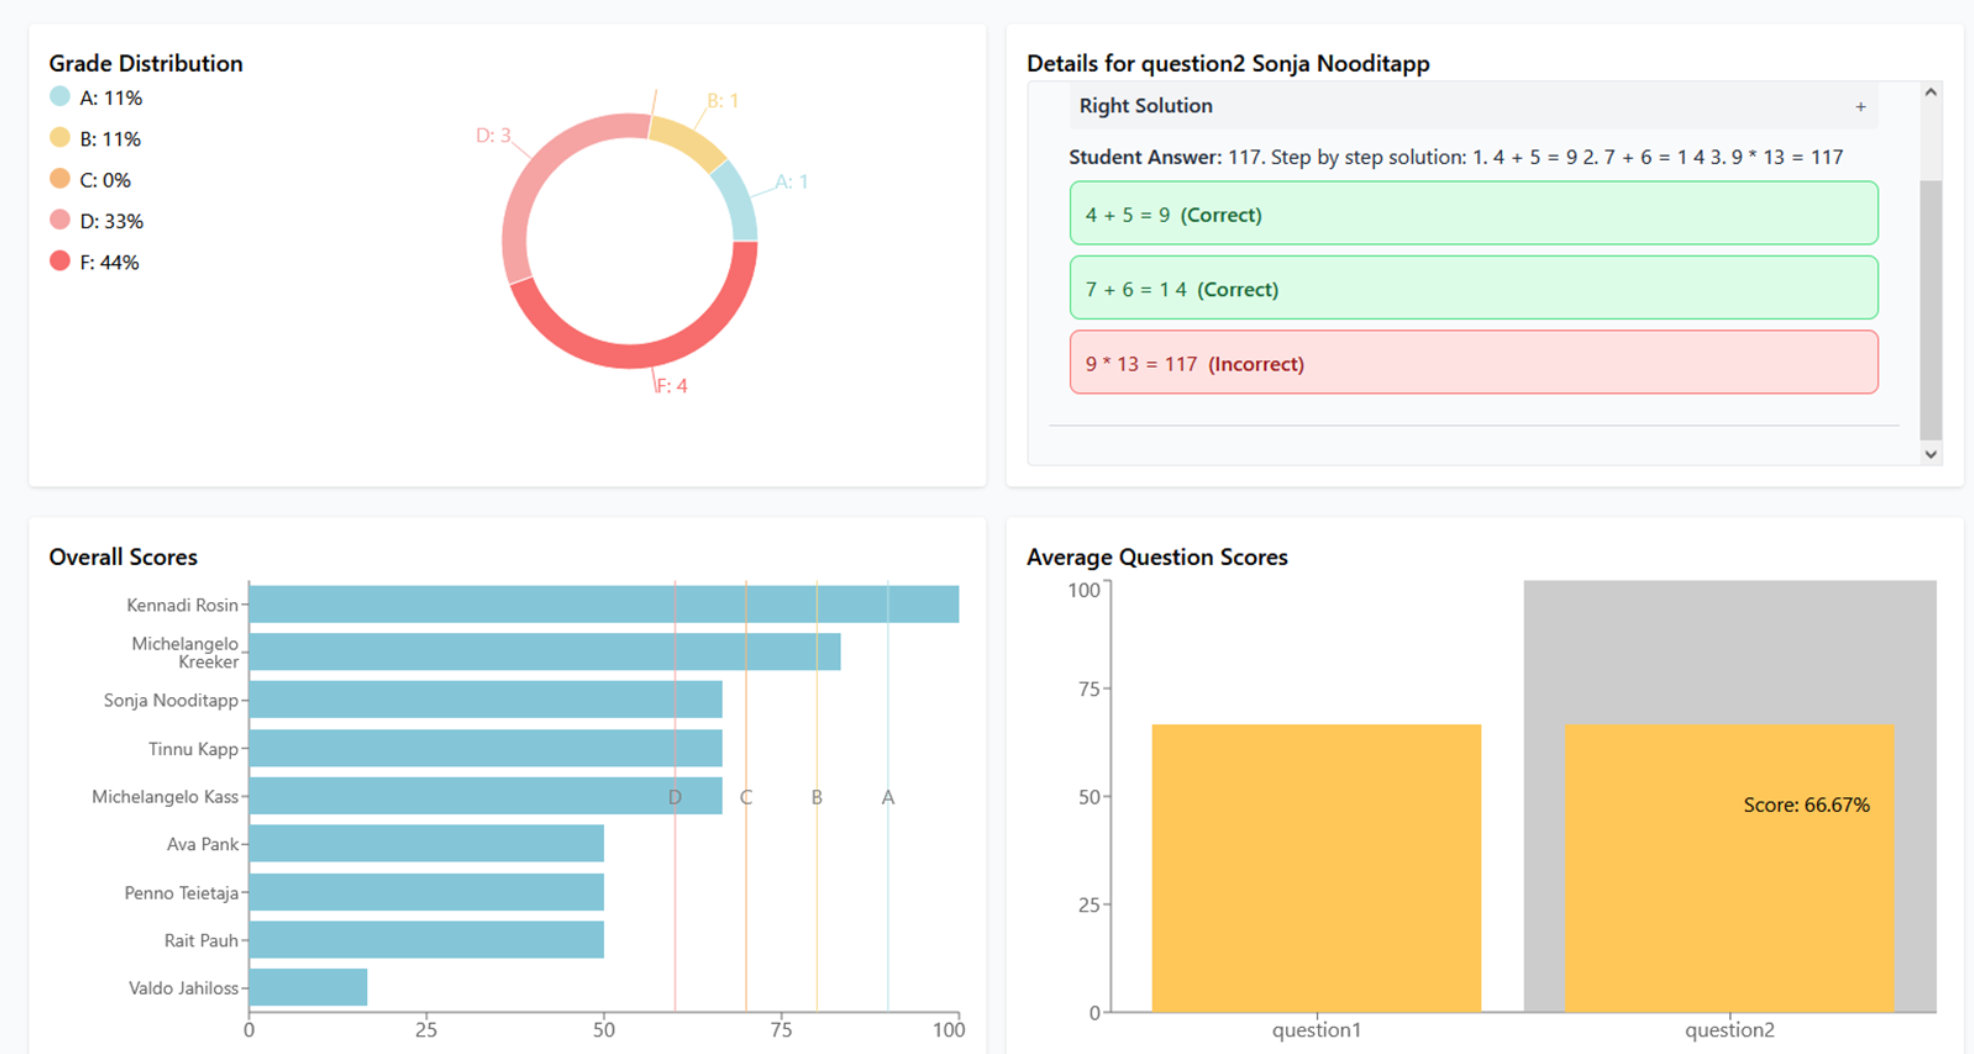 Grade Distribution
A: 11%
B: 11%
C: 0%
D: 33%
F: 44%
B: 1
D: 3
A: 1
F: 4
Details for question2 Sonja Nooditapp
Right Solution +
Student Answer: 117. Step by step solution: 1. 4 + 5 = 9 2. 7 + 6 = 1 4 3. 9 * 13 = 117
4 + 5 = 9 (Correct)
7 + 6 = 1 4 (Correct)
9 * 13 = 117 (Incorrect)
Overall Scores
Kennadi Rosin
Michelangelo
Kreeker
Sonja Nooditapp
Tinnu Kapp
Michelangelo Kass
D C B A
Ava Pank
Penno Teietaja
Rait Pauh
Valdo Jahiloss
0 25 50 75 100
Average Question Scores
100
75
50
Score: 66.67%
25
0
question1 question2